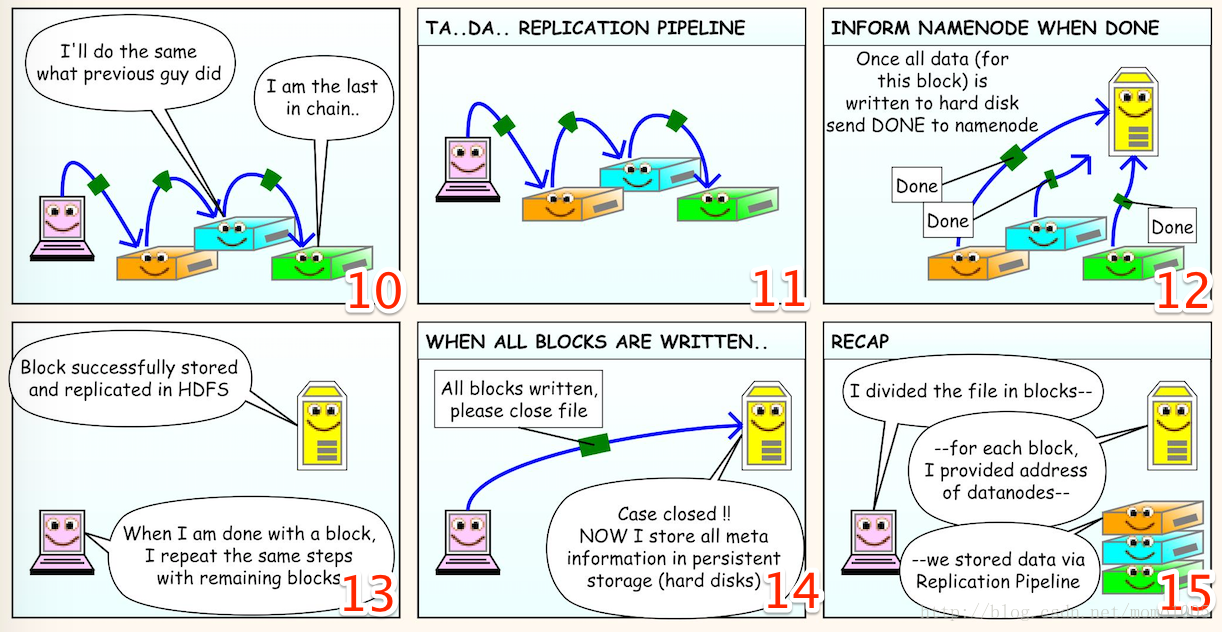 I'll do the same
what previous guy did
I am the last
in chain..
10
TA..DA.. REPLICATION PIPELINE
11
INFORM NAMENODE WHEN DONE
Once all data (for
this block) is
written to hard disk
send DONE to namenode
Done
Done
Done
12
Block successfully stored
and replicated in HDFS
When I am done with a block,
I repeat the same steps
with remaining blocks
13
WHEN ALL BLOCKS ARE WRITTEN..
All blocks written,
please close file
Case closed !!
NOW I store all meta
information in persistent
storage (hard disks)
14
RECAP
I divided the file in blocks--
--for each block,
I provided address
of datanodes--
--we stored data via
Replication Pipeline
15